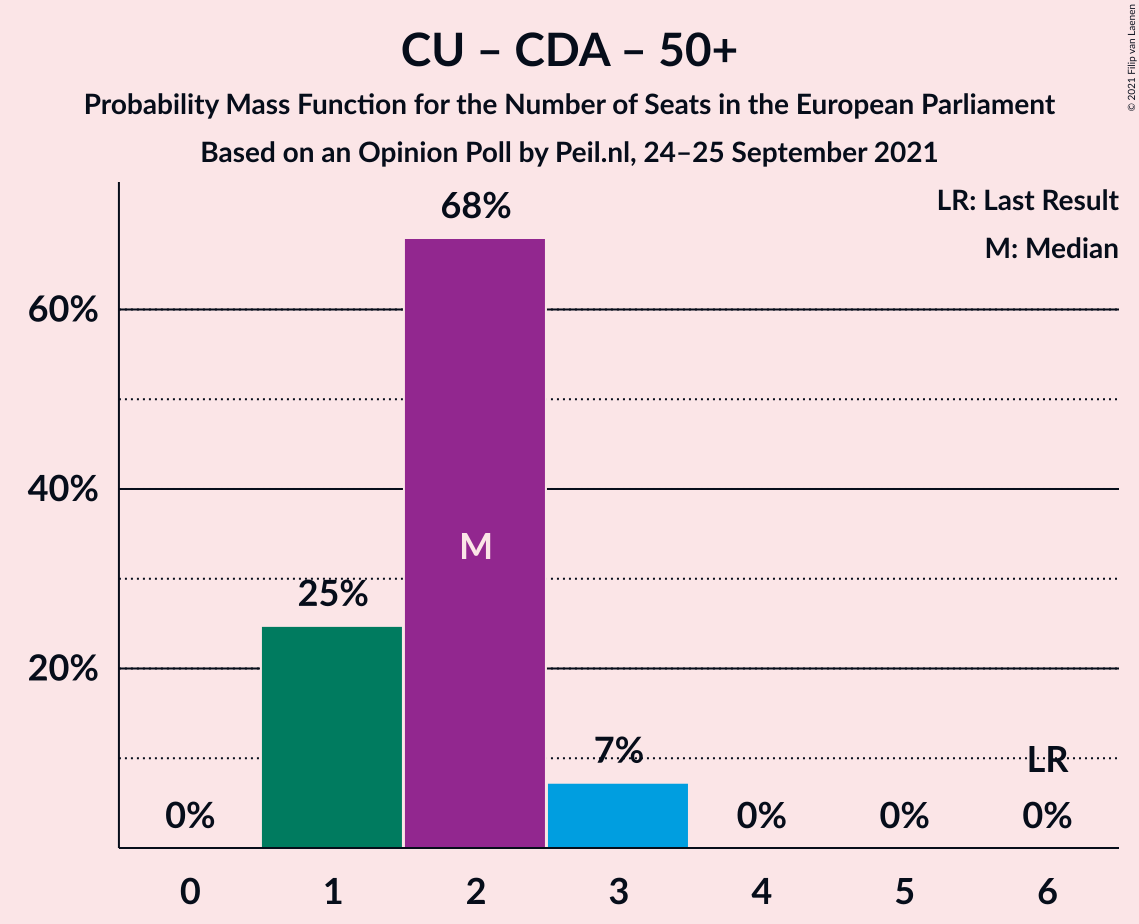 CU – CDA – 50+
Probability Mass Function for the Number of Seats in the European Parliament
Based on an Opinion Poll by Peil.nl, 24–25 September 2021
© 2021 Filip van Laenen
LR: Last Result
M: Median
68%
60%
40%
M
25%
20%
7%
LR
0%
0%
0%
0%
0 1 2 3 4 5 6